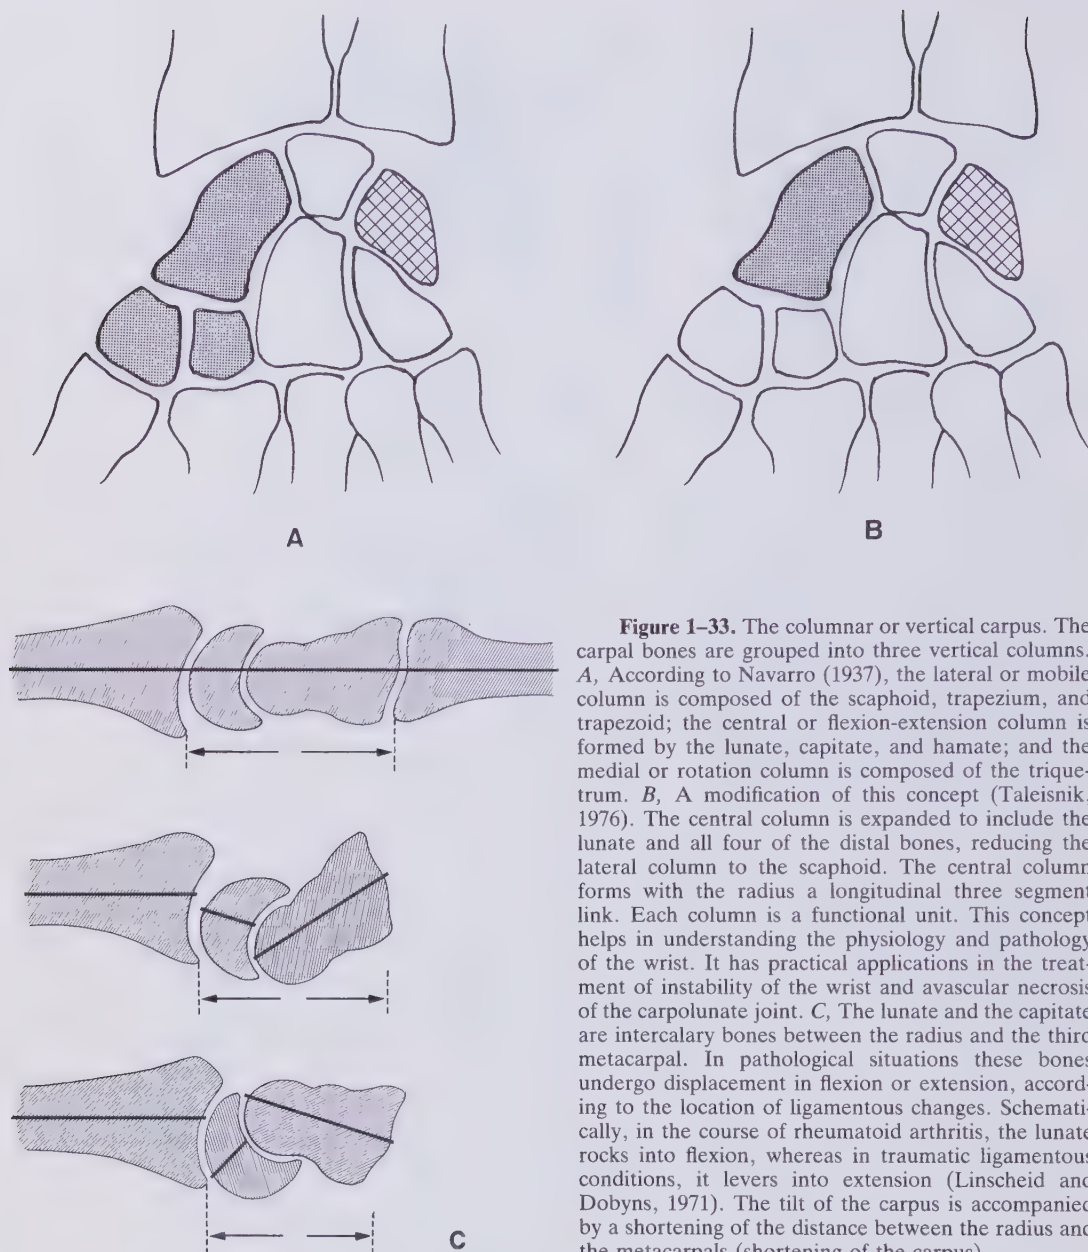 A
B
Figure 1–33. The columnar or vertical carpus. The
carpal bones are grouped into three vertical columns.
A, According to Navarro (1937), the lateral or mobile
column is composed of the scaphoid, trapezium, and
trapezoid; the central or flexion-extension column is
formed by the lunate, capitate, and hamate; and the
medial or rotation column is composed of the trique-
trum. B, A modification of this concept (Taleisnik,
1976). The central column is expanded to include the
lunate and all four of the distal bones, reducing the
lateral column to the scaphoid. The central column
forms with the radius a longitudinal three segment
link. Each column is a functional unit. This concept
helps in understanding the physiology and pathology
of the wrist. It has practical applications in the treat-
ment of instability of the wrist and avascular necrosis
of the carpolunate joint. C, The lunate and the capitate
are intercalary bones between the radius and the third
metacarpal. In pathological situations these bones
undergo displacement in flexion or extension, accord-
ing to the location of ligamentous changes. Schemati-
cally, in the course of rheumatoid arthritis, the lunate
rocks into flexion, whereas in traumatic ligamentous
conditions, it levers into extension (Linscheid and
Dobyns, 1971). The tilt of the carpus is accompanied
by a shortening of the distance between the radius and
the metacarpals (shortening of the carpus).
C